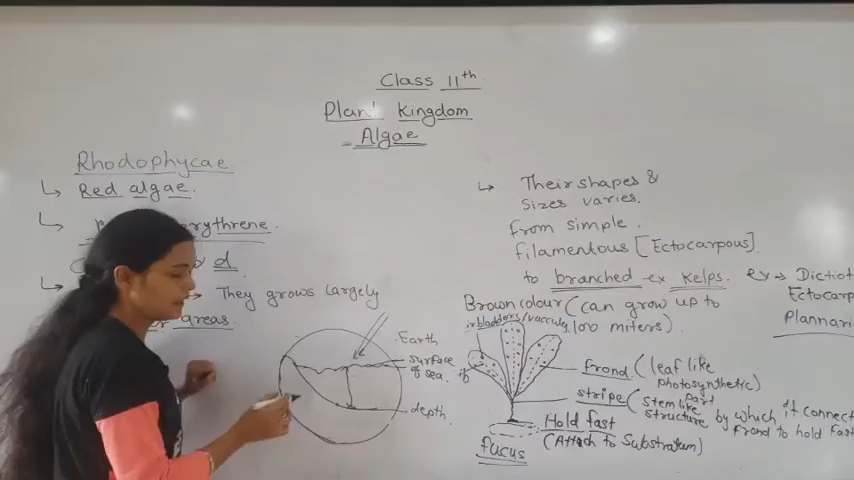 Class 11th
Plant Kingdom
Algae
Rhodophycae
Red algae.
erythrene.
d
They grows largely
areas.
Earth
surface
of sea.
depth.
Their shapes &
Sizes varies.
from simple.
filamentous [Ectocarpous].
to branched ex Kelps. ex → Dictiot
Ectocarp
Plannari
Brown colour (can grow up to
100 miters).
airbladders/vaccules
frond (leaf like
photosynthetic)
part
stripe (stem like
structure by which it connect
frond to hold fast
Hold fast
(Attach to Substratum)
fucus